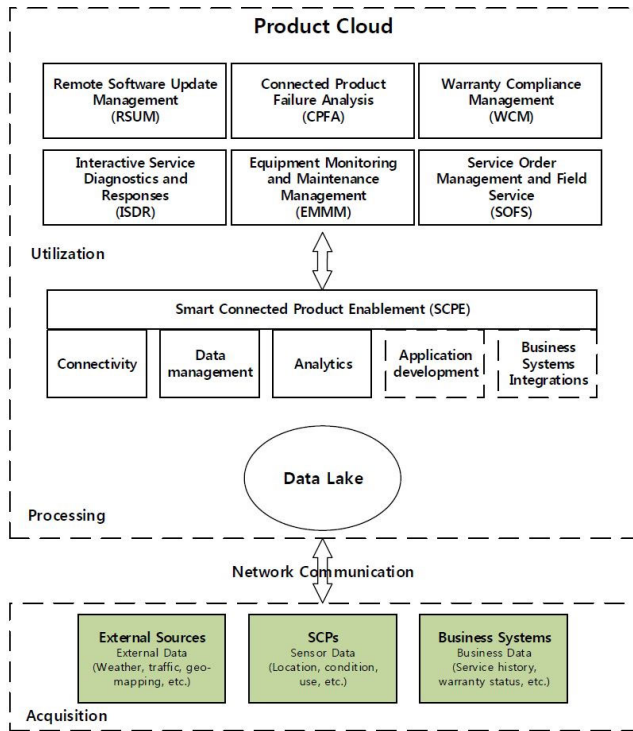 Product Cloud
Remote Software Update
Management
(RSUM)
Connected Product
Failure Analysis
(CPFA)
Warranty Compliance
Management
(WCM)
Interactive Service
Diagnostics and
Responses
(ISDR)
Equipment Monitoring
and Maintenance
Management
(EMMM)
Service Order
Management and Field
Service
(SOFS)
Utilization
Smart Connected Product Enablement (SCPE)
Connectivity
Data
management
Analytics
Application
development
Business
Systems
Integrations
Data Lake
Processing
Network Communication
External Sources
External Data
(Weather, traffic, geo-
mapping, etc.)
SCPs
Sensor Data
(Location, condition,
use, etc.)
Business Systems
Business Data
(Service history,
warranty status, etc.)
Acquisition